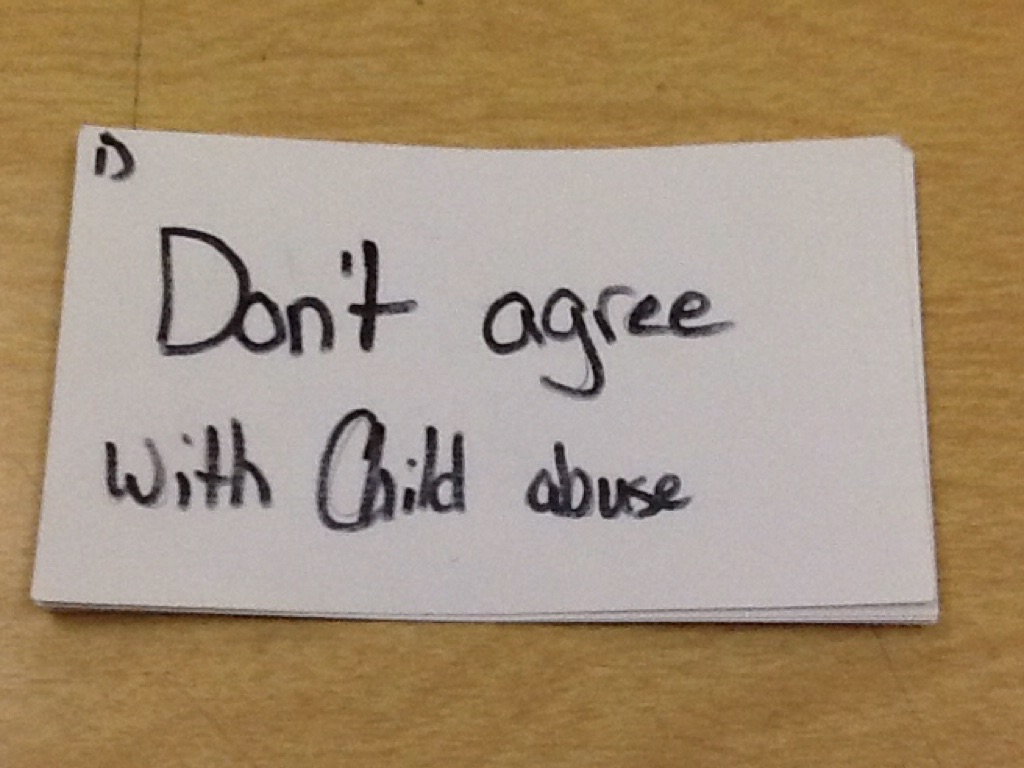 1)
Don't agree
with Child abuse